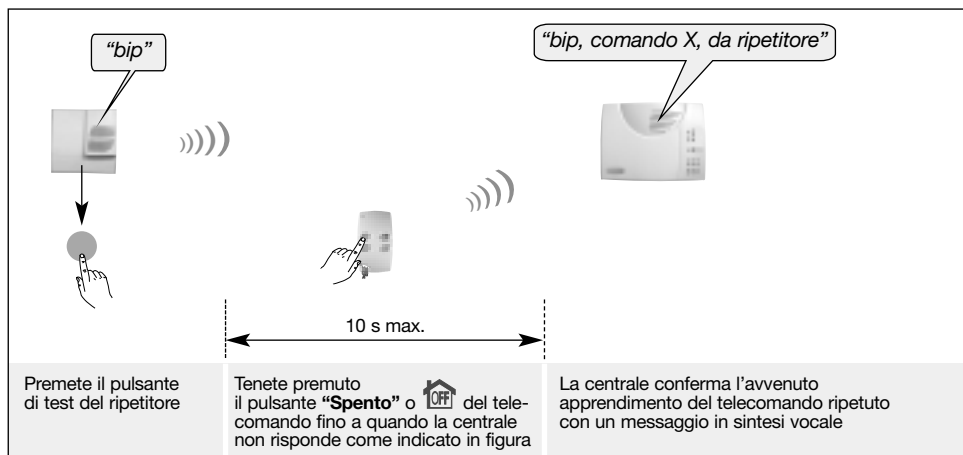 “bip”
“bip, comando X, da ripetitore”
10 s max.
Premete il pulsante
di test del ripetitore
Tenete premuto
il pulsante “Spento” o OFF del tele-
comando fino a quando la centrale
non risponde come indicato in figura
La centrale conferma l’avvenuto
apprendimento del telecomando ripetuto
con un messaggio in sintesi vocale